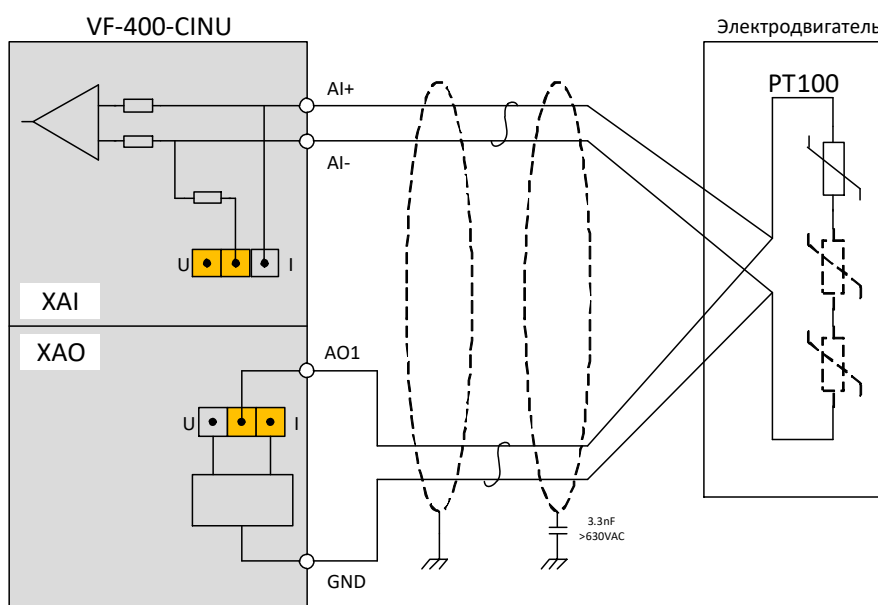 VF-400-CINU
Электродвигатель
PT100
AI+
AI-
U
I
XAI
XAO
AO1
U
I
3.3nF
>630VAC
GND